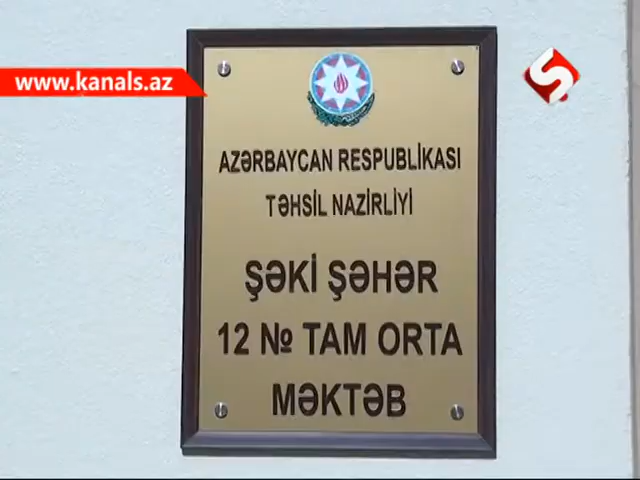 www.kanals.az
S
AZƏRBAYCAN RESPUBLİKASI
TƏHSİL NAZİRLİYİ
ŞƏKİ ŞƏHƏR
12 № TAM ORTA
MƏKTƏB